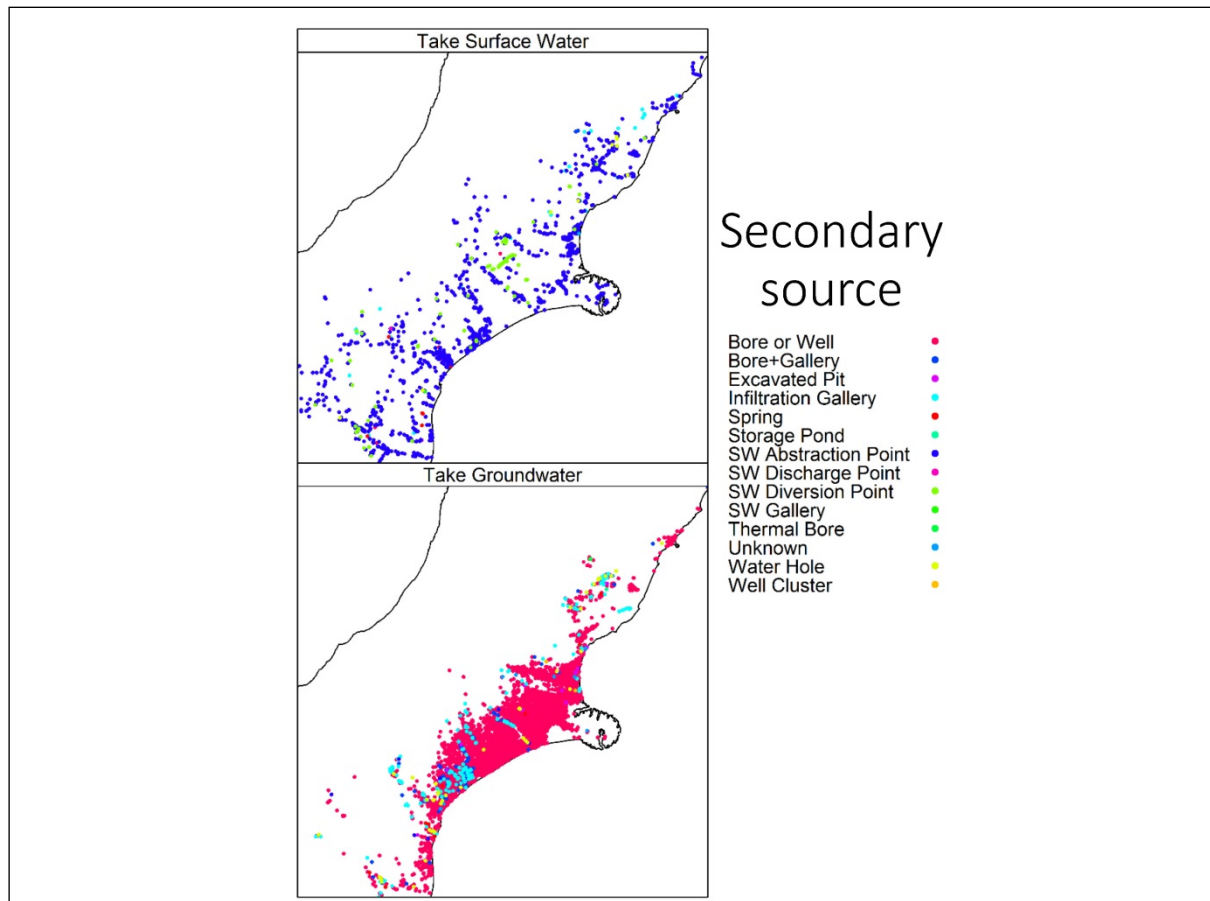 Take Surface Water
Secondary
source
Bore or Well
Bore+Gallery
Excavated Pit
Infiltration Gallery
Spring
Storage Pond
SW Abstraction Point
SW Discharge Point
SW Diversion Point
SW Gallery
Thermal Bore
Unknown
Water Hole
Well Cluster
Take Groundwater